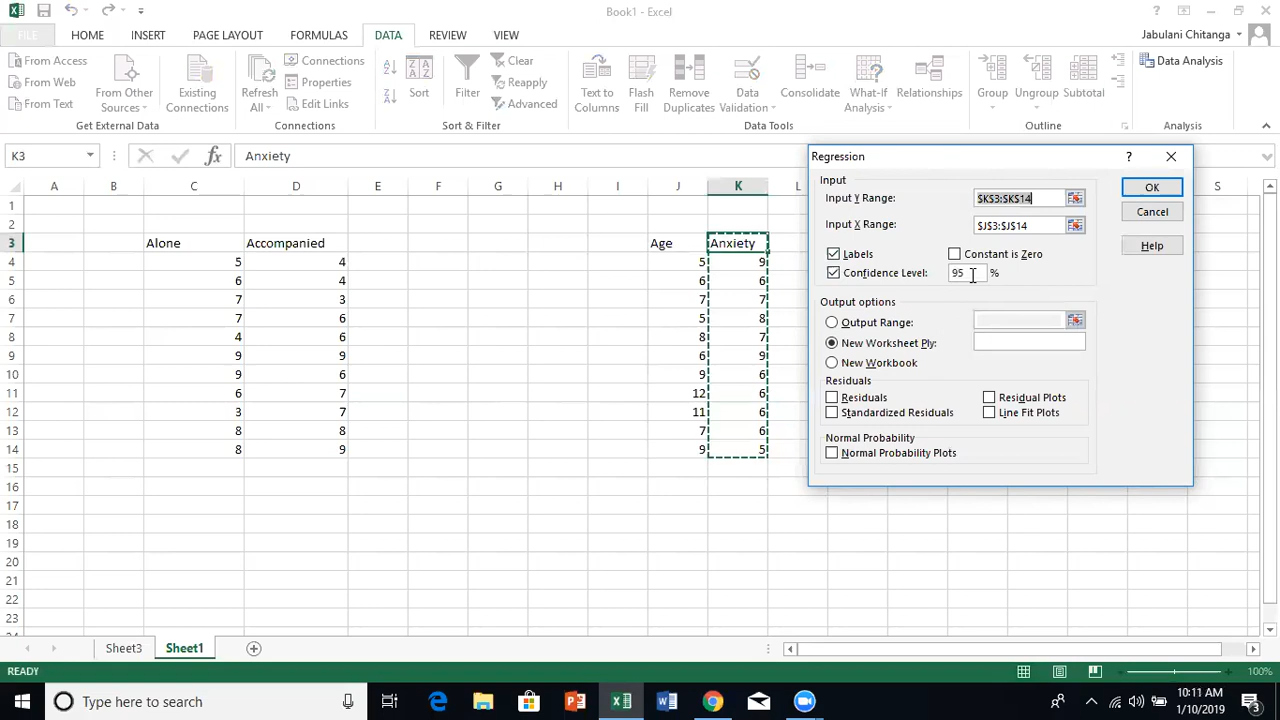 Book1 - Excel
FILE HOME INSERT PAGE LAYOUT FORMULAS DATA REVIEW VIEW Jabulani Chitanga
From Access
From Web
From Text
From Other Sources
Existing Connections
Get External Data
Refresh All
Connections
Properties
Edit Links
Connections
Sort
Filter
Clear
Reapply
Advanced
Sort & Filter
Text to Columns
Flash Fill
Remove Duplicates
Data Validation
Consolidate
What-If Analysis
Relationships
Data Tools
Group
Ungroup
Subtotal
Outline
Data Analysis
Analysis
K3 fx Anxiety
A B C D E F G H I J K L S
1
2
3 Alone Accompanied Age Anxiety
4 5 4 5 9
5 6 4 6 6
6 7 3 7 7
7 7 6 5 8
8 4 6 8 7
9 9 9 6 9
10 9 6 9 6
11 6 7 12 6
12 3 7 11 6
13 8 8 7 6
14 8 9 9 5
15
16
17
18
19
20
21
22
23
Regression ?
Input
Input Y Range: $K$3:$K$14
Input X Range: $J$3:$J$14
Labels Constant is Zero
Confidence Level: 95 %
OK
Cancel
Help
Output options
Output Range:
New Worksheet Ply:
New Workbook
Residuals
Residuals Residual Plots
Standardized Residuals Line Fit Plots
Normal Probability
Normal Probability Plots
Sheet3 Sheet1
READY 100%
Type here to search
10:11 AM
1/10/2019
3